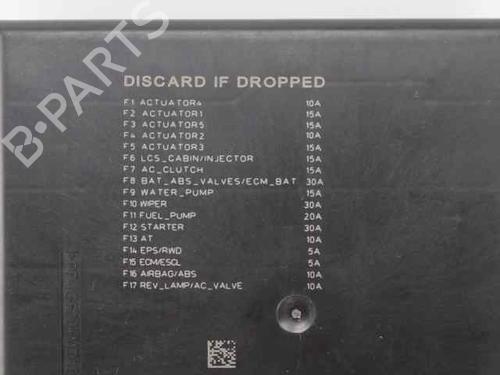 DISCARD IF DROPPED
F1 ACTUATOR4 10A
F2 ACTUATOR1 15A
F3 ACTUATOR5 15A
F4 ACTUATOR2 10A
F5 ACTUATOR3 15A
F6 LCS_CABIN/INJECTOR 15A
F7 AC_CLUTCH 15A
F8 BAT_ABS_VALVES/ECM_BAT 30A
F9 WATER_PUMP 15A
F10 WIPER 30A
F11 FUEL_PUMP 20A
F12 STARTER 30A
F13 AT 10A
F14 EPS/RWD 5A
F15 ECM/ESCL 5A
F16 AIRBAG/ABS 10A
F17 REV_LAMP/AC_VALVE 10A
B-PARTS